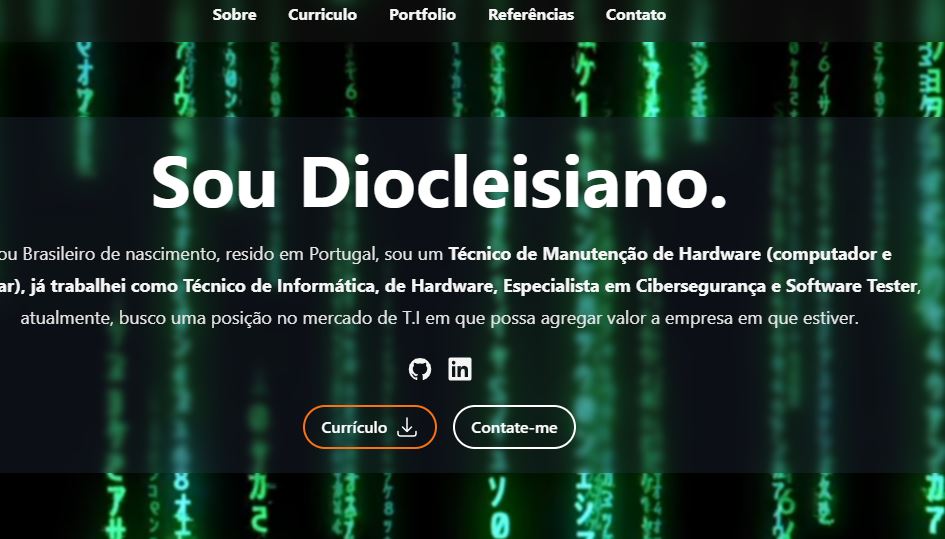 Sobre Curriculo Portfolio Referências Contato
Sou Diocleisiano.
Brasileiro de nascimento, resido em Portugal, sou um Técnico de Manutenção de Hardware (computador e
já trabalhei como Técnico de Informática, de Hardware, Especialista em Cibersegurança e Software Tester,
atualmente, busco uma posição no mercado de T.I em que possa agregar valor a empresa em que estiver.
in
Currículo
Contate-me